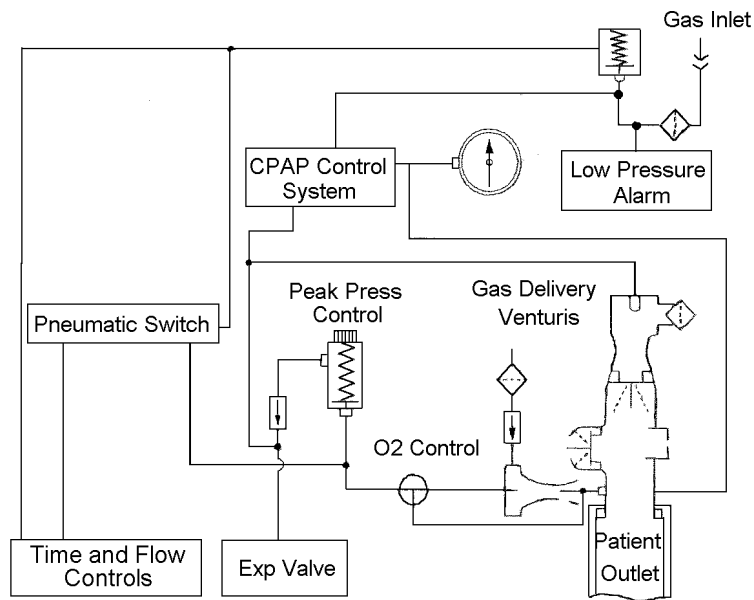 Gas Inlet
CPAP Control
System
Low Pressure
Alarm
Peak Press
Control
Gas Delivery
Venturis
Pneumatic Switch
O2 Control
Time and Flow
Controls
Exp Valve
Patient
Outlet